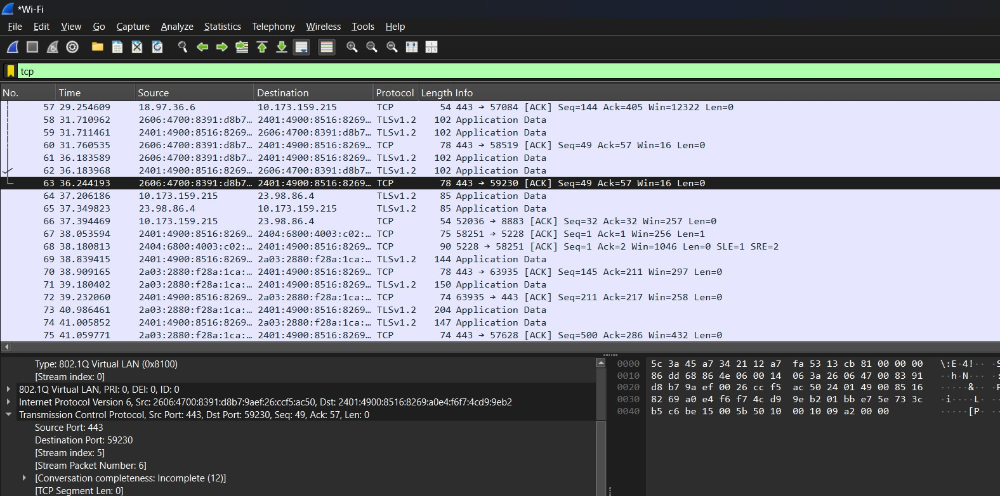 *Wi-Fi
File Edit View Go Capture Analyze Statistics Telephony Wireless Tools Help
tcp
No. Time Source Destination Protocol Length Info
57 29.254609 18.97.36.6 10.173.159.215 TCP 54 443 → 57084 [ACK] Seq=144 Ack=405 Win=12322 Len=0
58 31.710962 2606:4700:8391:d8b7… 2401:4900:8516:8269… TLSv1.2 102 Application Data
59 31.711461 2401:4900:8516:8269… 2606:4700:8391:d8b7… TLSv1.2 102 Application Data
60 31.760535 2606:4700:8391:d8b7… 2401:4900:8516:8269… TCP 78 443 → 58519 [ACK] Seq=49 Ack=57 Win=16 Len=0
61 36.183589 2606:4700:8391:d8b7… 2401:4900:8516:8269… TLSv1.2 102 Application Data
62 36.183968 2401:4900:8516:8269… 2606:4700:8391:d8b7… TLSv1.2 102 Application Data
63 36.244193 2606:4700:8391:d8b7… 2401:4900:8516:8269… TCP 78 443 → 59230 [ACK] Seq=49 Ack=57 Win=16 Len=0
64 37.206186 10.173.159.215 23.98.86.4 TLSv1.2 85 Application Data
65 37.349823 23.98.86.4 10.173.159.215 TLSv1.2 85 Application Data
66 37.394469 10.173.159.215 23.98.86.4 TCP 54 52036 → 8883 [ACK] Seq=32 Ack=32 Win=257 Len=0
67 38.053594 2401:4900:8516:8269… 2404:6800:4003:c02:… TCP 75 58251 → 5228 [ACK] Seq=1 Ack=1 Win=256 Len=1
68 38.180813 2404:6800:4003:c02:… 2401:4900:8516:8269… TCP 90 5228 → 58251 [ACK] Seq=1 Ack=2 Win=1046 Len=0 SLE=1 SRE=2
69 38.839415 2401:4900:8516:8269… 2a03:2880:f28a:1ca:… TLSv1.2 144 Application Data
70 38.909165 2a03:2880:f28a:1ca:… 2401:4900:8516:8269… TCP 78 443 → 63935 [ACK] Seq=145 Ack=211 Win=297 Len=0
71 39.180402 2a03:2880:f28a:1ca:… 2401:4900:8516:8269… TLSv1.2 150 Application Data
72 39.232060 2401:4900:8516:8269… 2a03:2880:f28a:1ca:… TCP 74 63935 → 443 [ACK] Seq=211 Ack=217 Win=258 Len=0
73 40.986461 2a03:2880:f28a:1ca:… 2401:4900:8516:8269… TLSv1.2 204 Application Data
74 41.005852 2401:4900:8516:8269… 2a03:2880:f28a:1ca:… TLSv1.2 147 Application Data
75 41.059771 2a03:2880:f28a:1ca:… 2401:4900:8516:8269… TCP 74 443 → 57628 [ACK] Seq=500 Ack=286 Win=432 Len=0
Type: 802.1Q Virtual LAN (0x8100)
[Stream index: 0]
802.1Q Virtual LAN, PRI: 0, DEI: 0, ID: 0
Internet Protocol Version 6, Src: 2606:4700:8391:d8b7:9aef:26:ccf5:ac50, Dst: 2401:4900:8516:8269:a0e4:f6f7:4cd9:9eb2
Transmission Control Protocol, Src Port: 443, Dst Port: 59230, Seq: 49, Ack: 57, Len: 0
Source Port: 443
Destination Port: 59230
[Stream index: 5]
[Stream Packet Number: 6]
[Conversation completeness: Incomplete (12)]
[TCP Segment Len: 0]
0000 5c 3a 45 a7 34 21 12 a7 fa 53 13 cb 81 00 00 00 \:E·4!·· ·S
0010 86 dd 68 86 4e 06 00 14 06 3a 26 06 47 00 83 91 ··h·N··· ·:
0020 d8 b7 9a ef 00 26 cc f5 ac 50 24 01 49 00 85 16 ·····&·· ·P
0030 82 69 a0 e4 f6 f7 4c d9 9e b2 01 bb e7 5e 73 3c ·i····L· ··
0040 b5 c6 be 15 00 5b 50 10 00 10 09 a2 00 00 ·····[P· ··